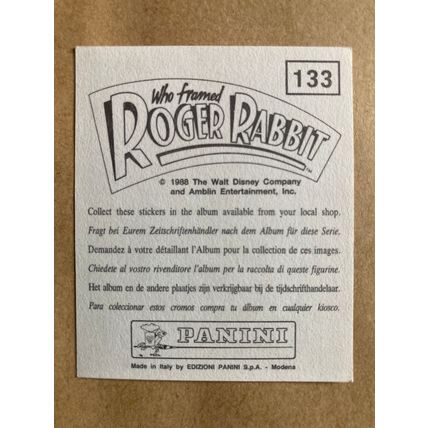 133
Who Framed
ROGER RABBIT
™
© 1988 The Walt Disney Company
and Amblin Entertainment, Inc.
Collect these stickers in the album available from your local shop.
Fragt bei Eurem Zeitschriftenhändler nach dem Album für diese Serie.
Demandez à votre détaillant l'Album pour la collection de ces images.
Chiedete al vostro rivenditore l'album per la raccolta di queste figurine.
Het album en de andere plaatjes zijn verkrijgbaar bij de tijdschrifthandelaar.
Para coleccionar estos cromos compra tu álbum en cualquier kiosco.
PANINI
Made in Italy by EDIZIONI PANINI S.p.A. - Modena